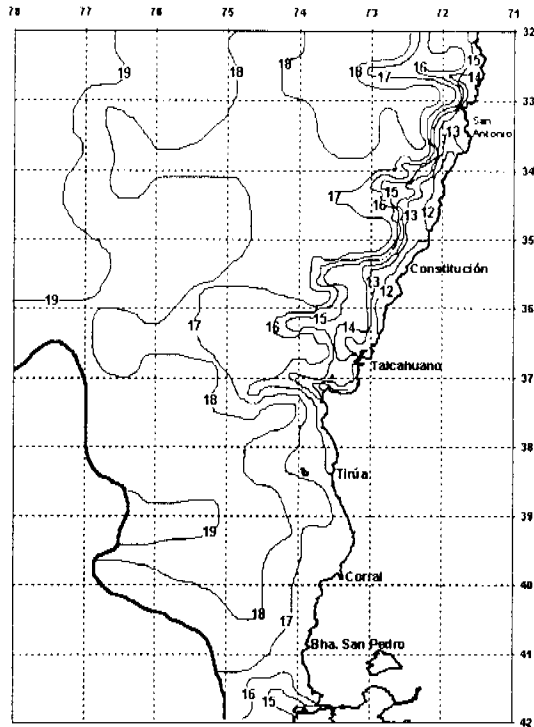 78 77 76 75 74 73 72 71
32
19 18 18 16 15
17 14
33
San
Antonio
13
34
17 15
16 13 12
35
Constitución
13
12
19
36
17 16 15 14
Talcahuano
37
18
38
Tirúa
39
19
Corral
40
18
17
Bha. San Pedro
41
16
15
42